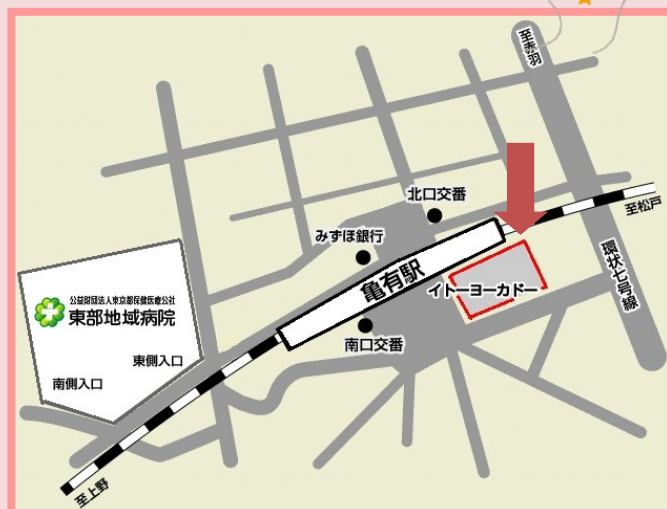 至赤羽
北口交番
至松戸
みずほ銀行
亀有駅
環状七号線
イトーヨーカドー
公益財団法人東京都保健医療公社
東部地域病院
南口交番
東側入口
南側入口
至上野